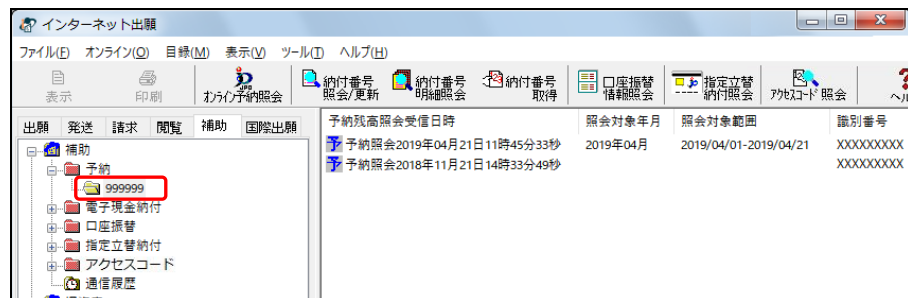 インターネット出願
ファイル(F) オンライン(O) 目録(M) 表示(V) ツール(T) ヘルプ(H)
表示 印刷 オンライン予納照会 納付番号照会/更新 納付番号明細照会 納付番号取得 口座振替情報照会 指定立替納付照会 アクセスコード照会
出願 発送 請求 閲覧 補助 国際出願
予納残高照会受信日時 照会対象年月 照会対象範囲 識別番号
予納照会2019年04月21日11時45分33秒 2019年04月 2019/04/01-2019/04/21 XXXXXXXXX
予納照会2018年11月21日14時33分49秒 XXXXXXXXX
補助
予納
999999
電子現金納付
口座振替
指定立替納付
アクセスコード
通信履歴